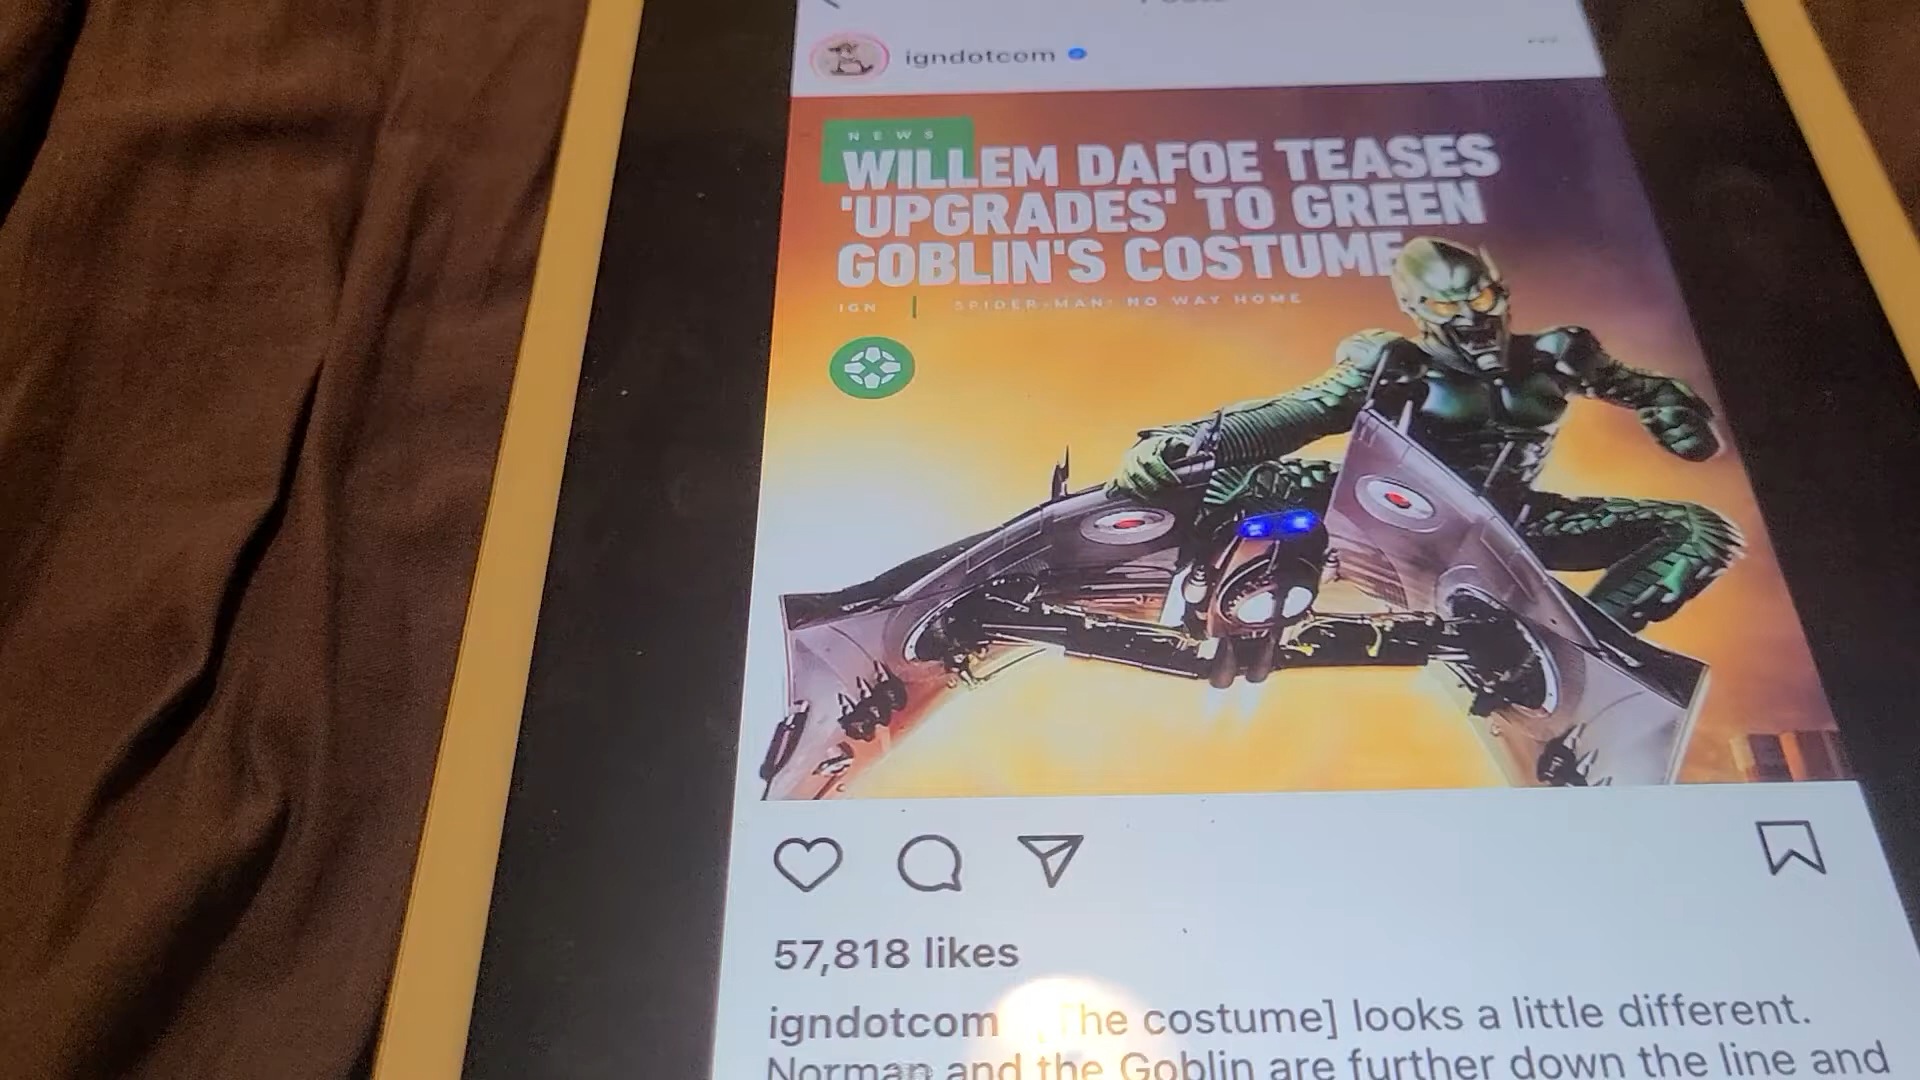 igndotcom
NEWS
WILLEM DAFOE TEASES
'UPGRADES' TO GREEN
GOBLIN'S COSTUME
IGN | SPIDER-MAN: NO WAY HOME
57,818 likes
igndotcom The costume] looks a little different.
Norman and the Goblin are further down the line and